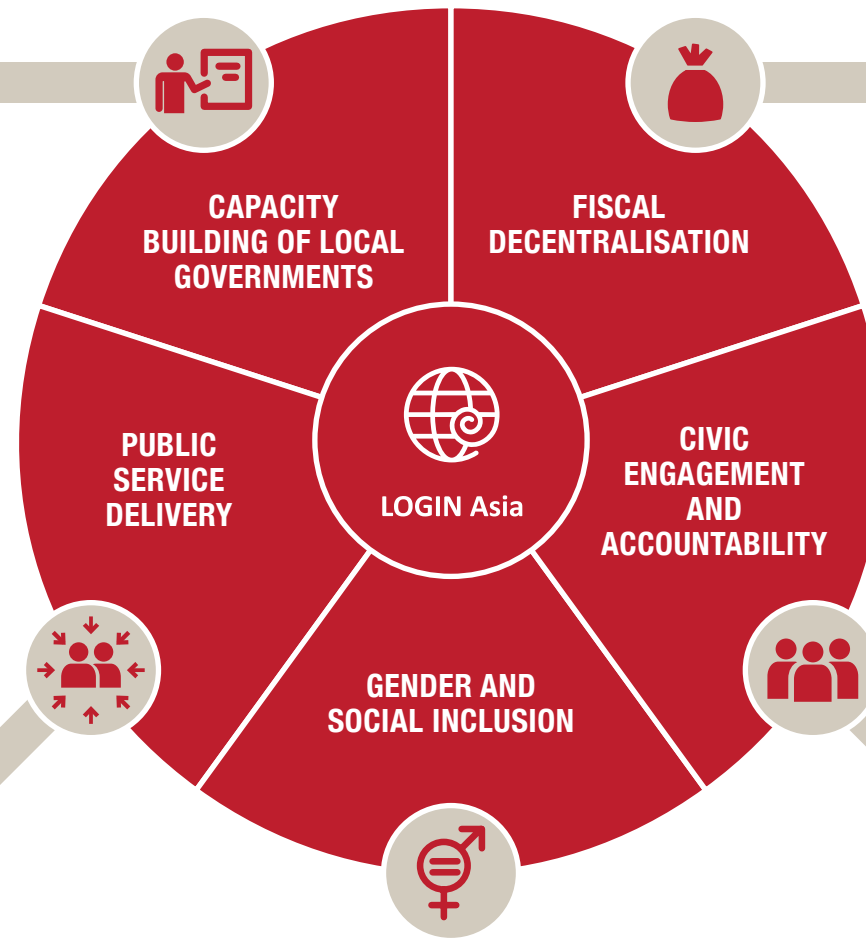 CAPACITY
BUILDING OF LOCAL
GOVERNMENTS
FISCAL
DECENTRALISATION
PUBLIC
SERVICE
DELIVERY
LOGIN Asia
CIVIC
ENGAGEMENT
AND
ACCOUNTABILITY
GENDER AND
SOCIAL INCLUSION